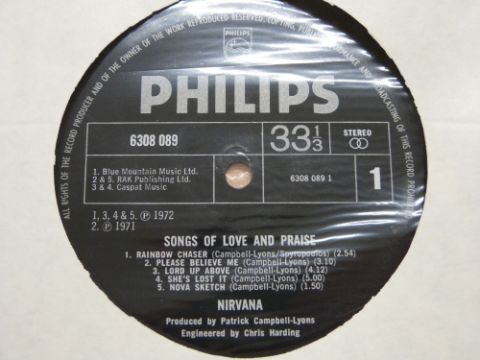 ALL RIGHTS OF THE RECORD PRODUCER AND OF THE OWNER OF THE WORK REPRODUCED RESERVED. COPYING, PUBLIC PERFORMANCE AND BROADCASTING OF THIS RECORD PROHIBITED
PHILIPS
PHILIPS
6308 089
33 1/3
STEREO
1. Blue Mountain Music Ltd.
2 & 5. RAK Publishing Ltd.
3 & 4. Caspat Music
6308 089 1
1
1, 3, 4 & 5. ℗ 1972
2. ℗ 1971
SONGS OF LOVE AND PRAISE
1. RAINBOW CHASER (Campbell-Lyons/Spyropoulos) (2.54)
2. PLEASE BELIEVE ME (Campbell-Lyons) (3.10)
3. LORD UP ABOVE (Campbell-Lyons) (4.12)
4. SHE'S LOST IT (Campbell-Lyons) (5.00)
5. NOVA SKETCH (Campbell-Lyons) (1.50)
NIRVANA
Produced by Patrick Campbell-Lyons
Engineered by Chris Harding